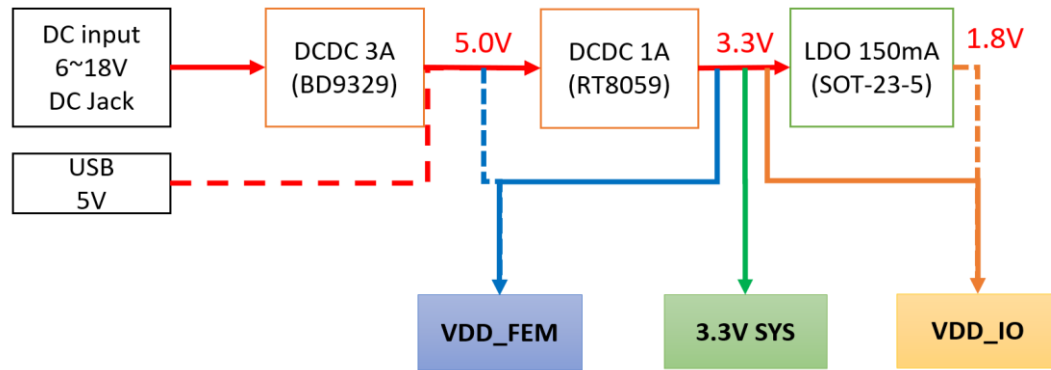 DC input
6~18V
DC Jack
DCDC 3A
(BD9329)
5.0V
DCDC 1A
(RT8059)
3.3V
LDO 150mA
(SOT-23-5)
1.8V
USB
5V
VDD_FEM
3.3V SYS
VDD_IO